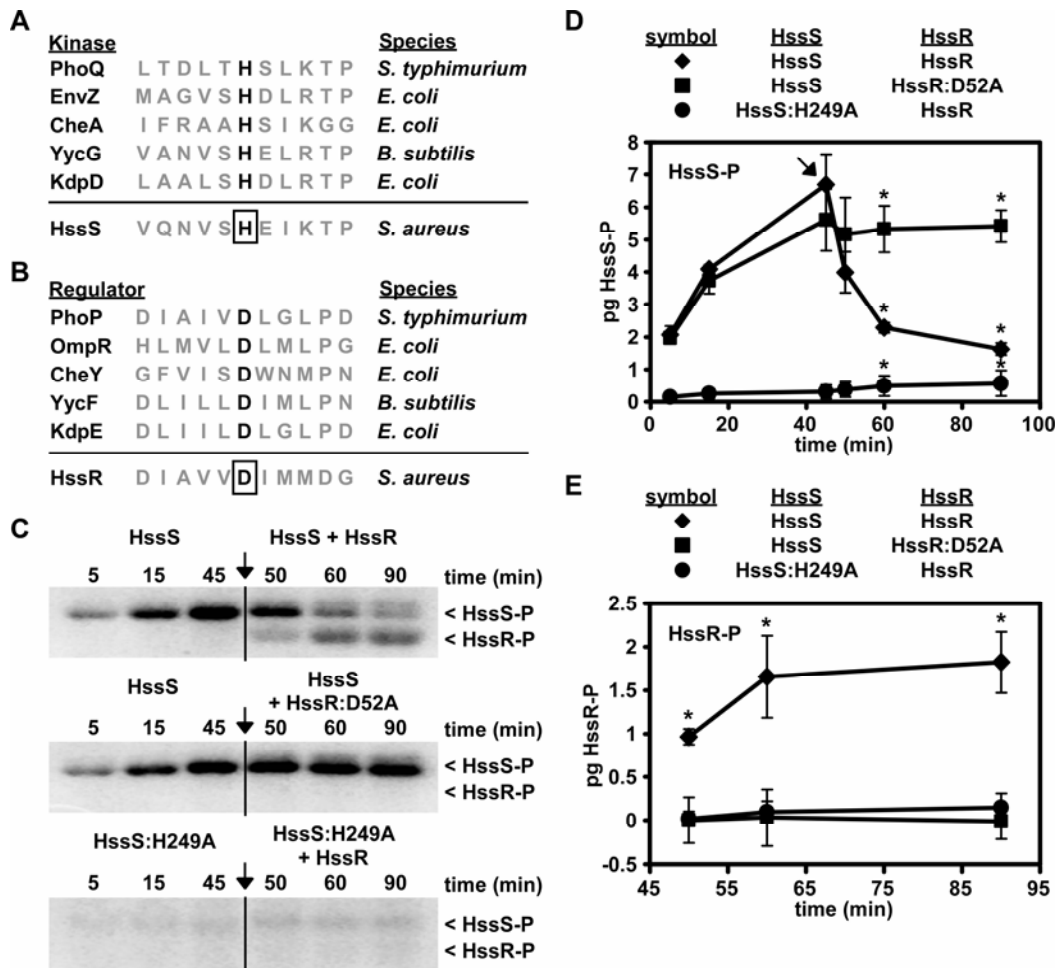 A
Kinase Species
PhoQ L T D L T H S L K T P S. typhimurium
EnvZ M A G V S H D L R T P E. coli
CheA I F R A A H S I K G G E. coli
YycG V A N V S H E L R T P B. subtilis
KdpD L A A L S H D L R T P E. coli
HssS V Q N V S H E I K T P S. aureus
B
Regulator Species
PhoP D I A I V D L G L P D S. typhimurium
OmpR H L M V L D L M L P G E. coli
CheY G F V I S D W N M P N E. coli
YycF D L I L L D I M L P N B. subtilis
KdpE D L I I L D L G L P D E. coli
HssR D I A V V D I M M D G S. aureus
C
HssS HssS + HssR
5 15 45 50 60 90 time (min)
< HssS-P
< HssR-P
HssS HssS
+ HssR:D52A
5 15 45 50 60 90 time (min)
< HssS-P
< HssR-P
HssS:H249A HssS:H249A
+ HssR
5 15 45 50 60 90 time (min)
< HssS-P
< HssR-P
D
symbol HssS HssR
HssS HssR
HssS HssR:D52A
HssS:H249A HssR
8
7
6
5
4
3
2
1
0
pg HssS-P
HssS-P
* * * * * *
0 20 40 60 80 100
time (min)
E
symbol HssS HssR
HssS HssR
HssS HssR:D52A
HssS:H249A HssR
2.5
2
1.5
1
0.5
0
-0.5
pg HssR-P
HssR-P
* * *
45 55 65 75 85 95
time (min)